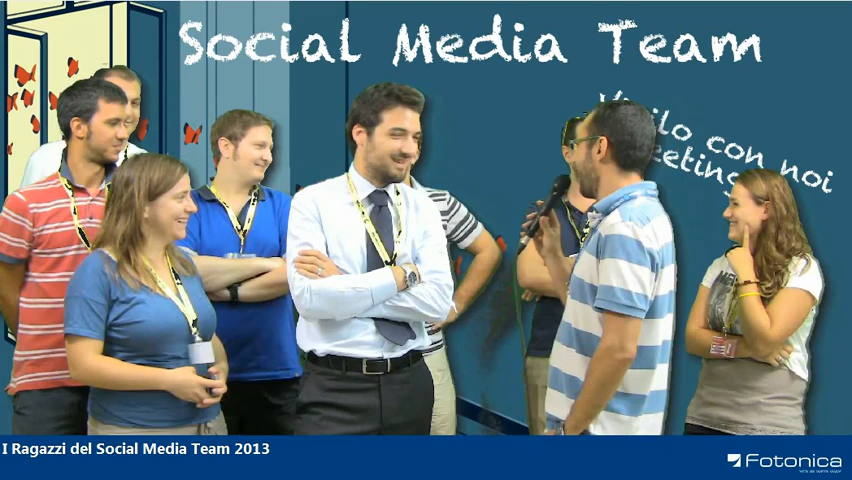 Social Media Team
con noi
I Ragazzi del Social Media Team 2013
Fotonica